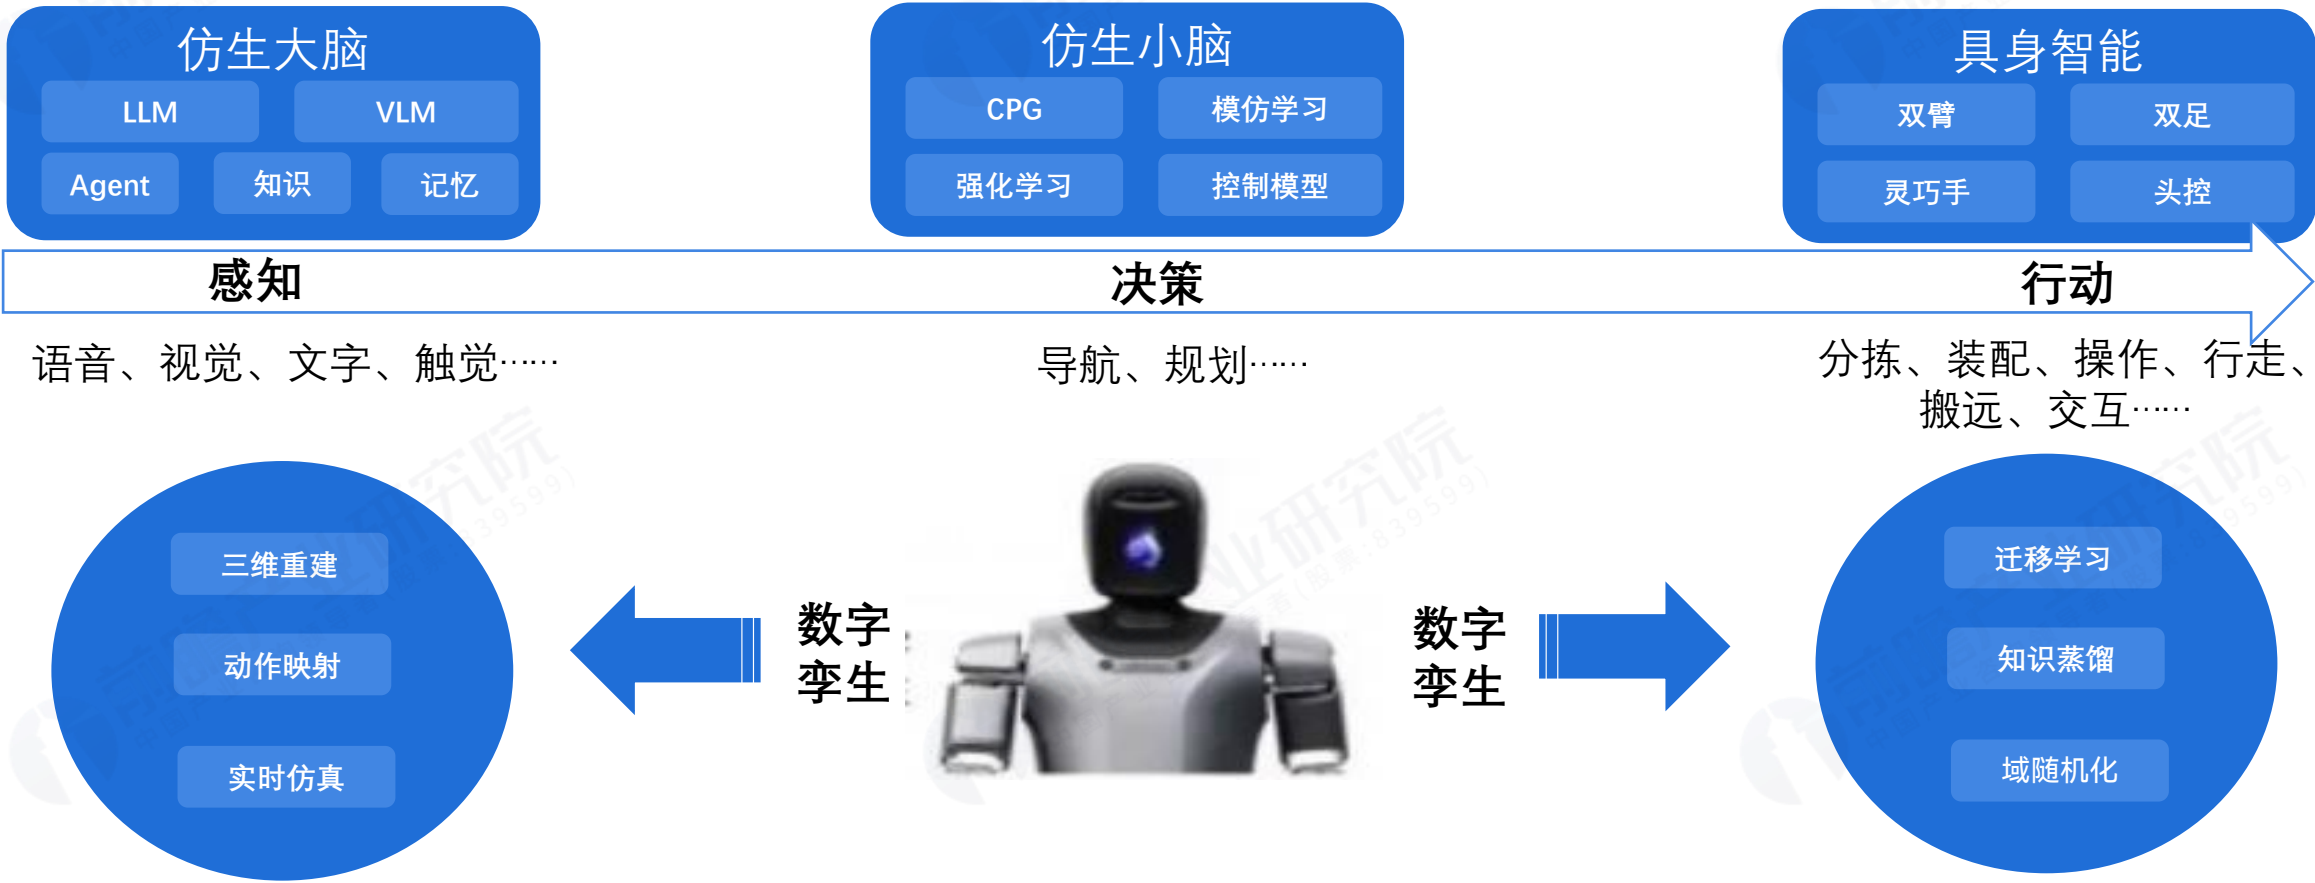 仿生大脑
LLM
VLM
Agent
知识
记忆
仿生小脑
CPG
模仿学习
强化学习
控制模型
具身智能
双臂
双足
灵巧手
头控
感知
决策
行动
语音、视觉、文字、触觉……
导航、规划……
分拣、装配、操作、行走、
搬远、交互……
三维重建
动作映射
实时仿真
数字
孪生
数字
孪生
迁移学习
知识蒸馏
域随机化